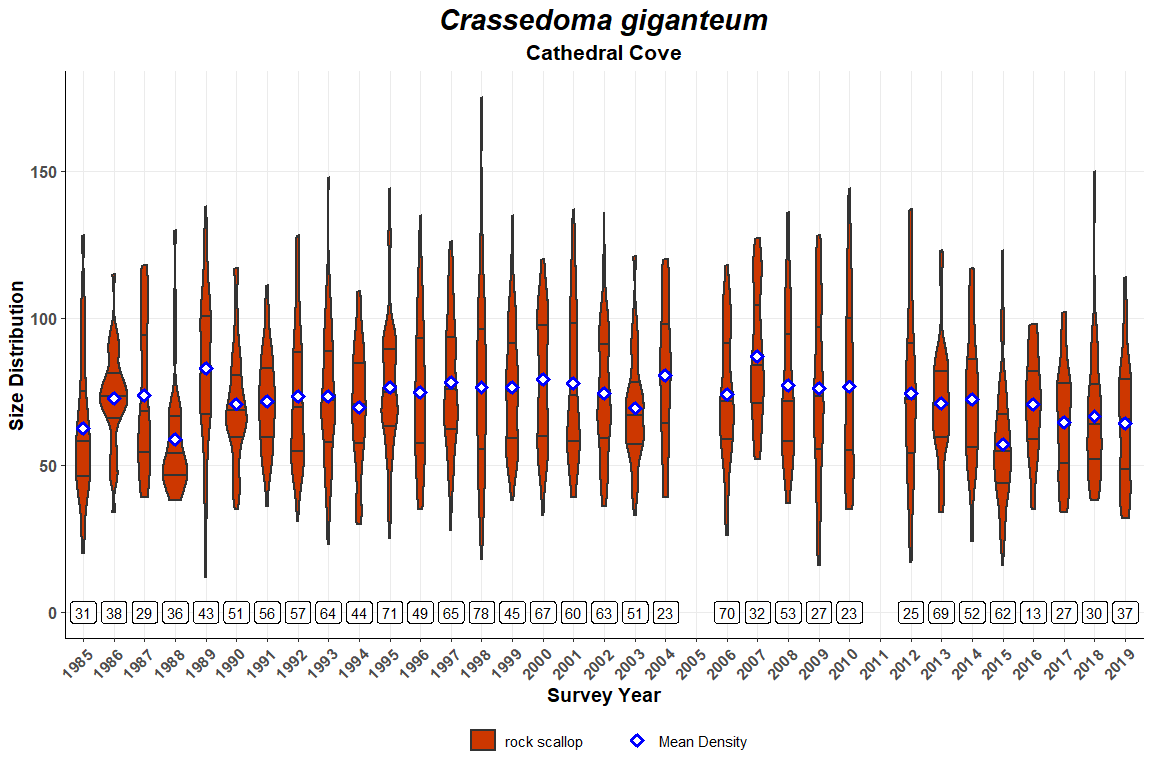 Crassedoma giganteum
Cathedral Cove
Size Distribution
150
100
50
0
31 38 29 36 43 51 56 57 64 44 71 49 65 78 45 67 60 63 51 23 70 32 53 27 23 25 69 52 62 13 27 30 37
1985 1986 1987 1988 1989 1990 1991 1992 1993 1994 1995 1996 1997 1998 1999 2000 2001 2002 2003 2004 2005 2006 2007 2008 2009 2010 2011 2012 2013 2014 2015 2016 2017 2018 2019
Survey Year
rock scallop Mean Density